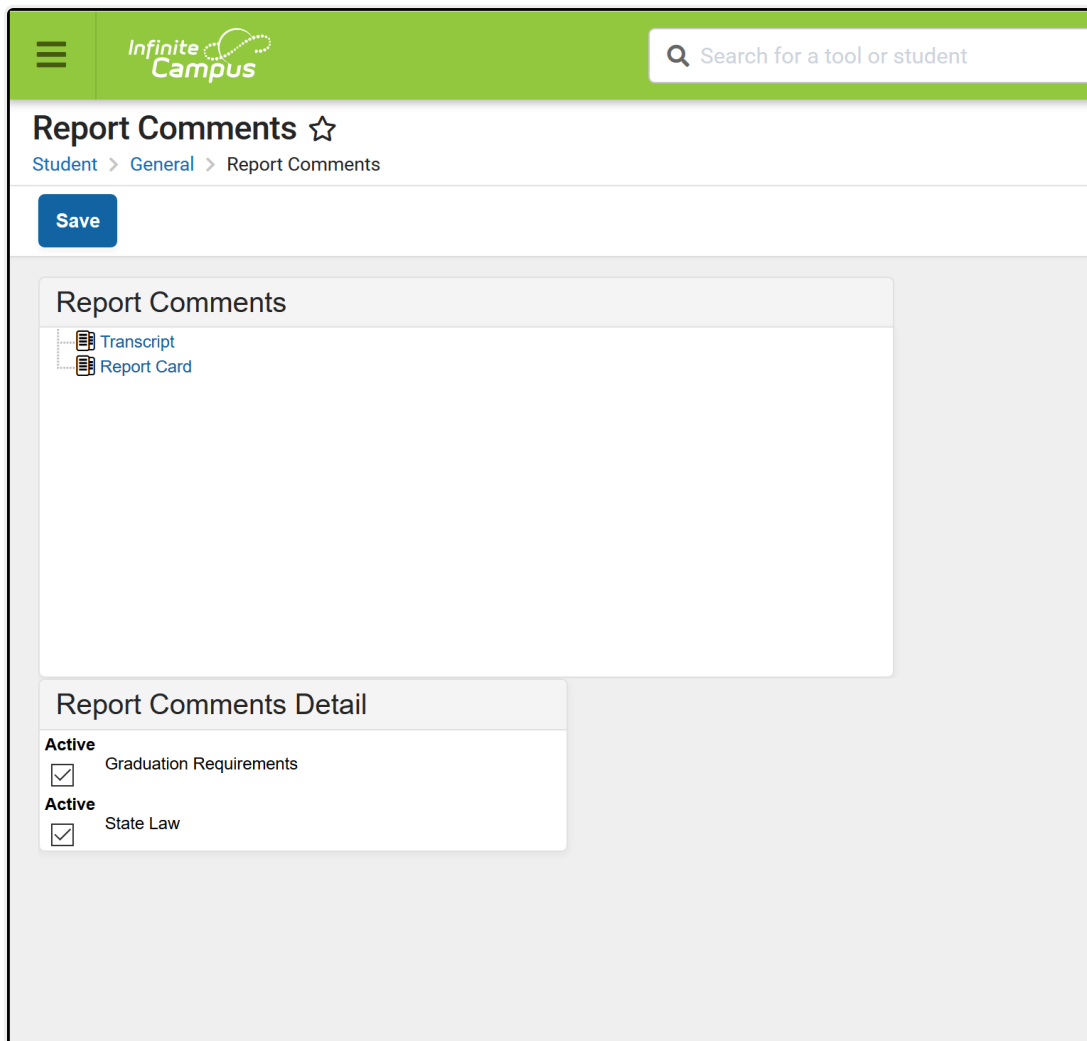 Infinite
Campus
Search for a tool or student
Report Comments
Student > General > Report Comments
Save
Report Comments
Transcript
Report Card
Report Comments Detail
Active
Graduation Requirements
Active
State Law